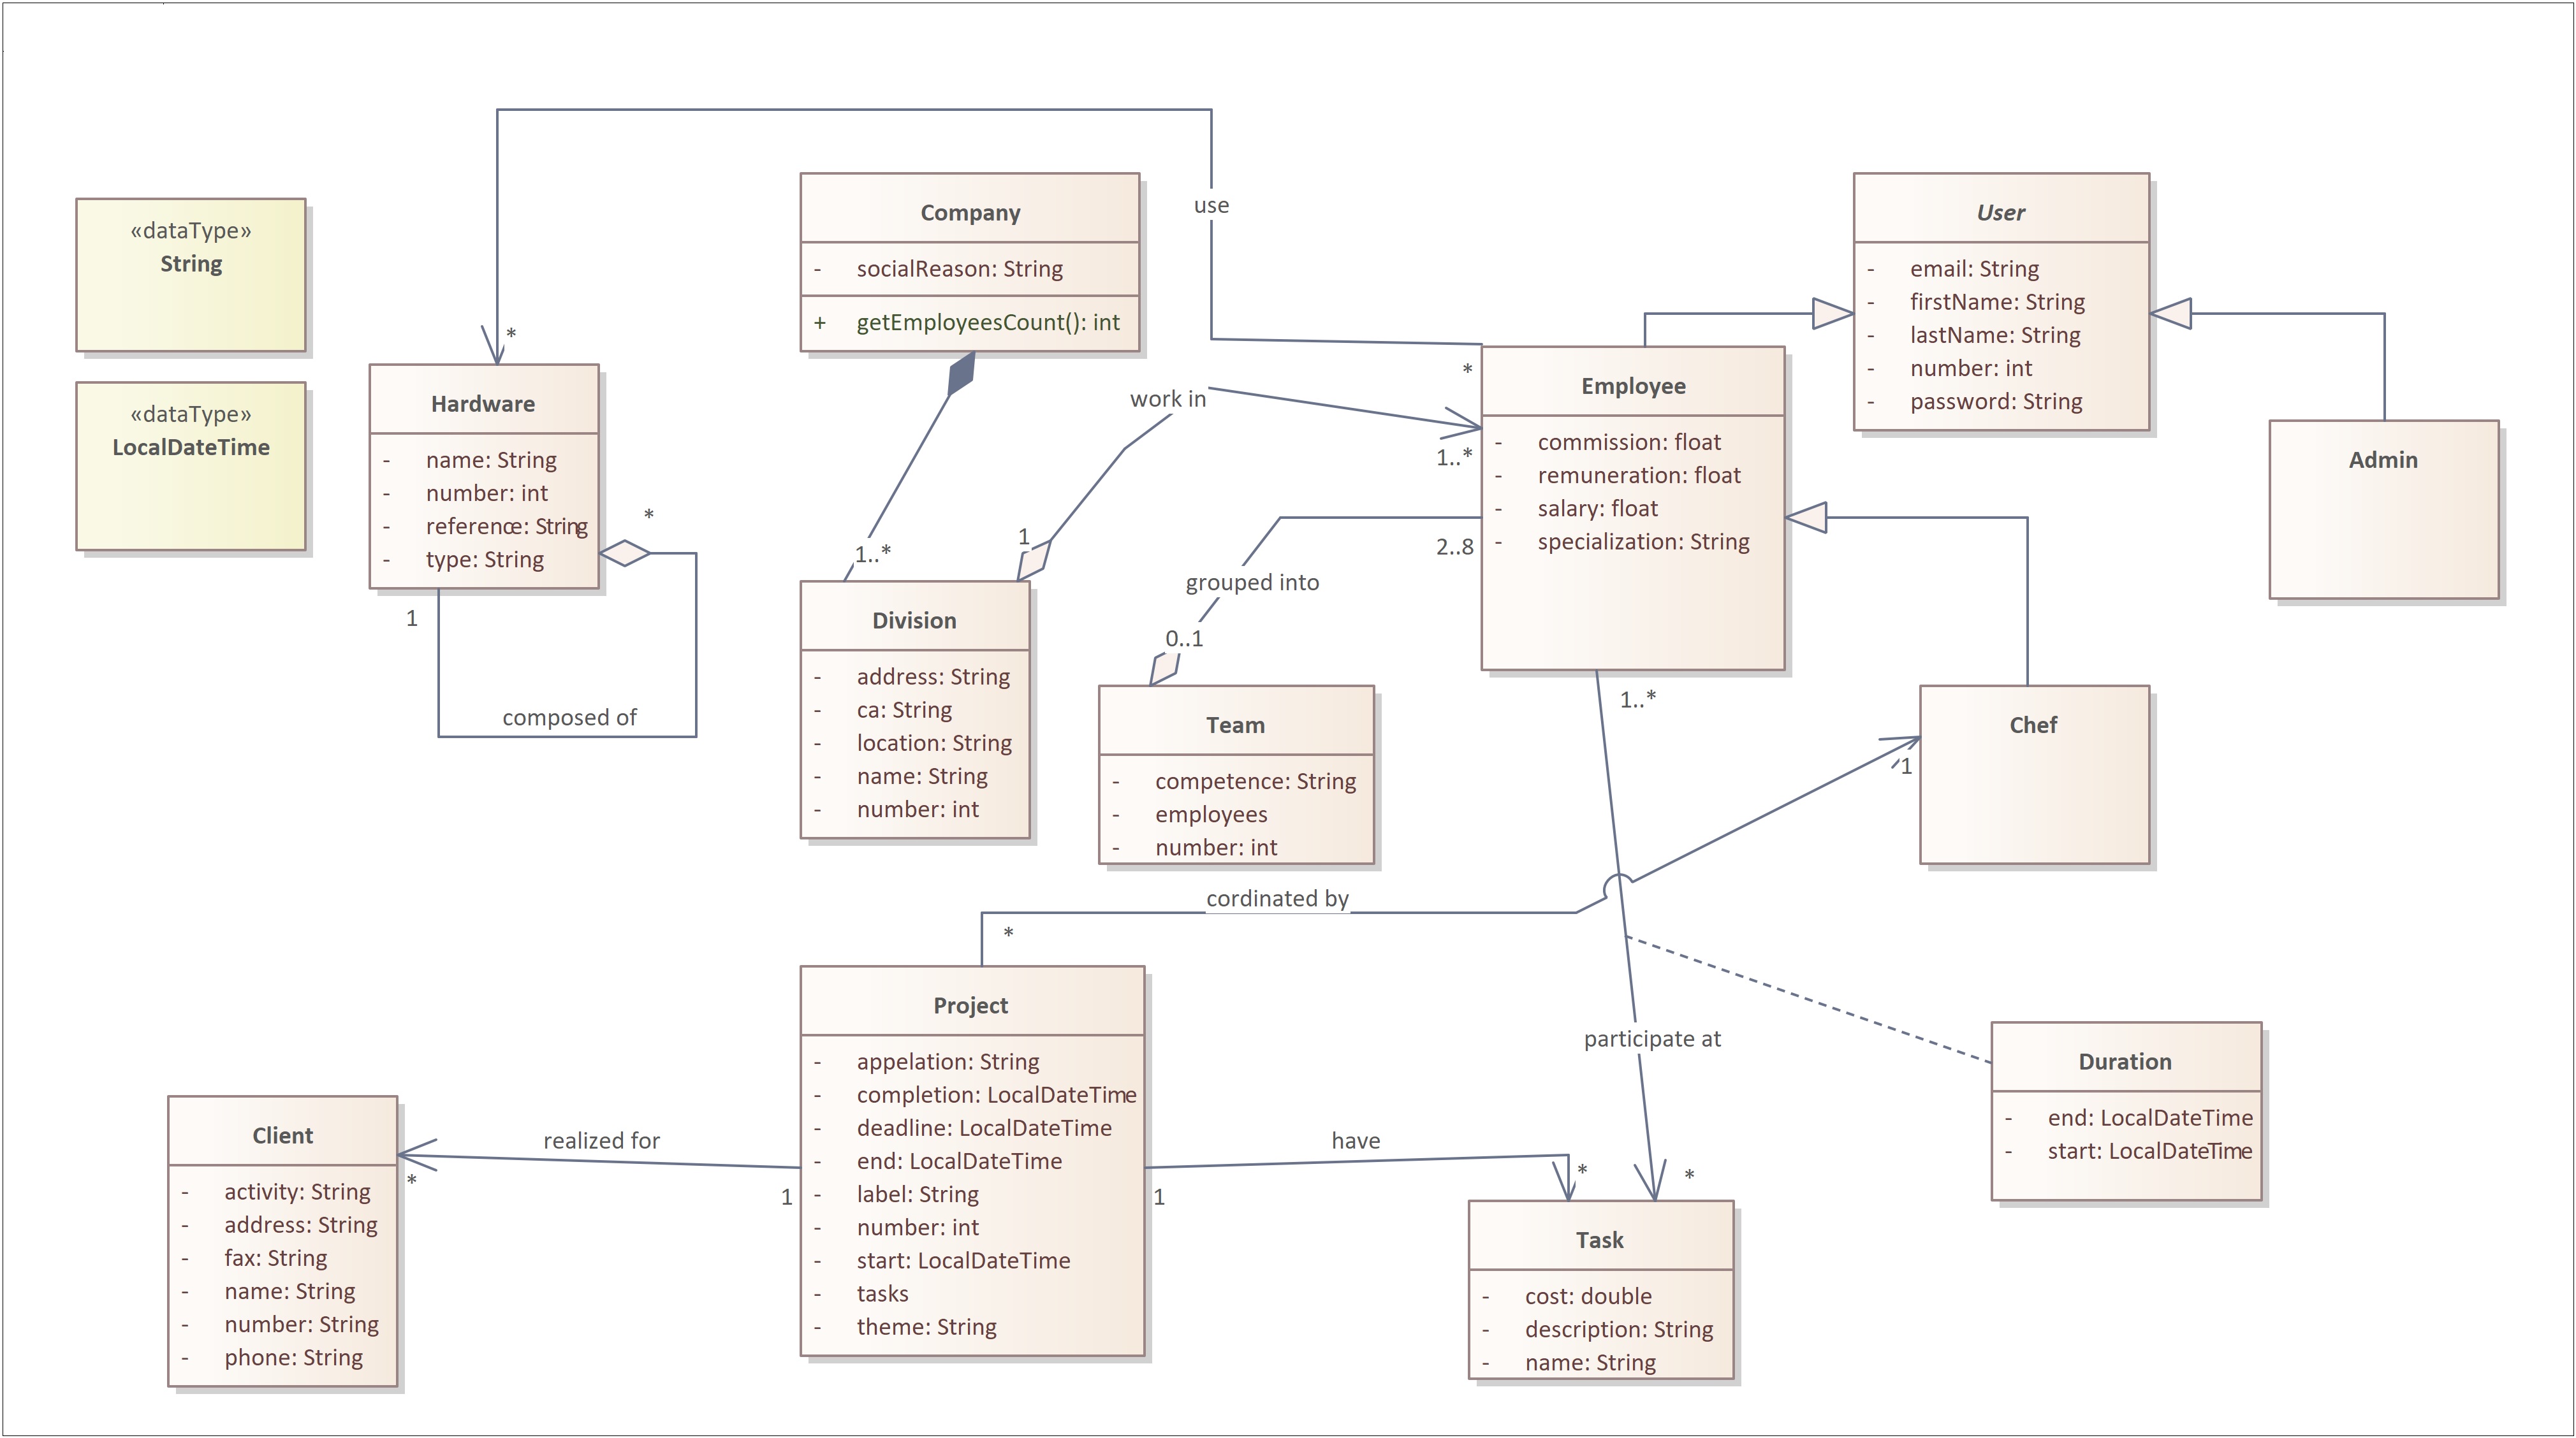 «dataType»
String
«dataType»
LocalDateTime
Hardware
- name: String
- number: int
- reference: String
- type: String
*
*
1
composed of
Company
- socialReason: String
+ getEmployeesCount(): int
1..*
use
*
work in
1
1..*
Division
- address: String
- ca: String
- location: String
- name: String
- number: int
grouped into
0..1
2..8
Team
- competence: String
- employees
- number: int
Employee
- commission: float
- remuneration: float
- salary: float
- specialization: String
User
- email: String
- firstName: String
- lastName: String
- number: int
- password: String
Admin
Chef
1
1..*
cordinated by
*
Project
- appelation: String
- completion: LocalDateTime
- deadline: LocalDateTime
- end: LocalDateTime
- label: String
- number: int
- start: LocalDateTime
- tasks
- theme: String
participate at
Duration
- end: LocalDateTime
- start: LocalDateTime
Client
- activity: String
- address: String
- fax: String
- name: String
- number: String
- phone: String
realized for
*
1
have
1
*
*
Task
- cost: double
- description: String
- name: String